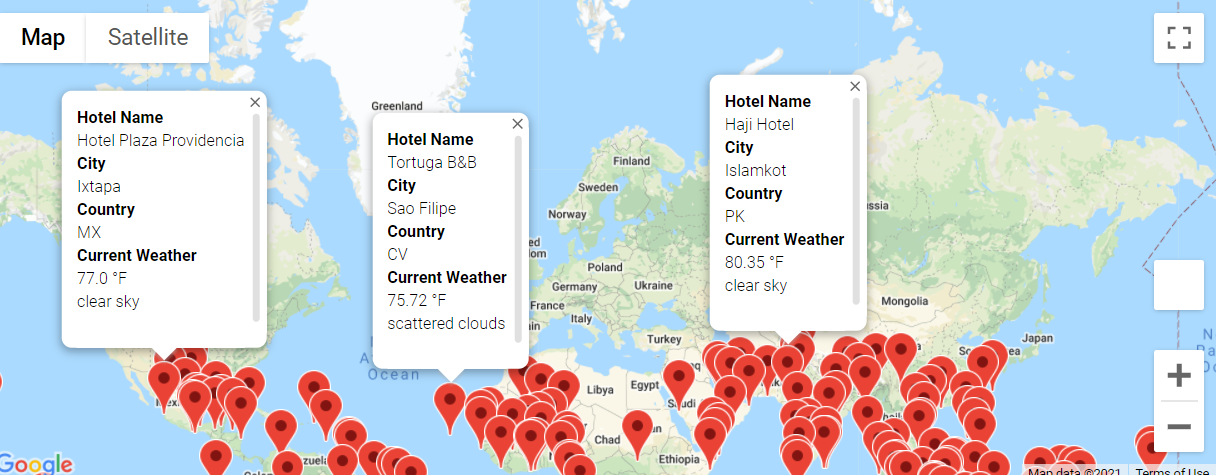 Map
Satellite
Greenland
Hotel Name
Hotel Plaza Providencia
City
Ixtapa
Country
MX
Current Weather
77.0 °F
clear sky
Hotel Name
Tortuga B&B
City
Sao Filipe
Country
CV
Current Weather
75.72 °F
scattered clouds
Hotel Name
Haji Hotel
City
Islamkot
Country
PK
Current Weather
80.35 °F
clear sky
Finland
Sweden
Norway
Poland
Germany
Ukraine
France
Italy
Turkey
Mongolia
Japan
Ocean
Libya
Egypt
Chad
Ethiopia
Google
Map data ©2021
Terms of Use